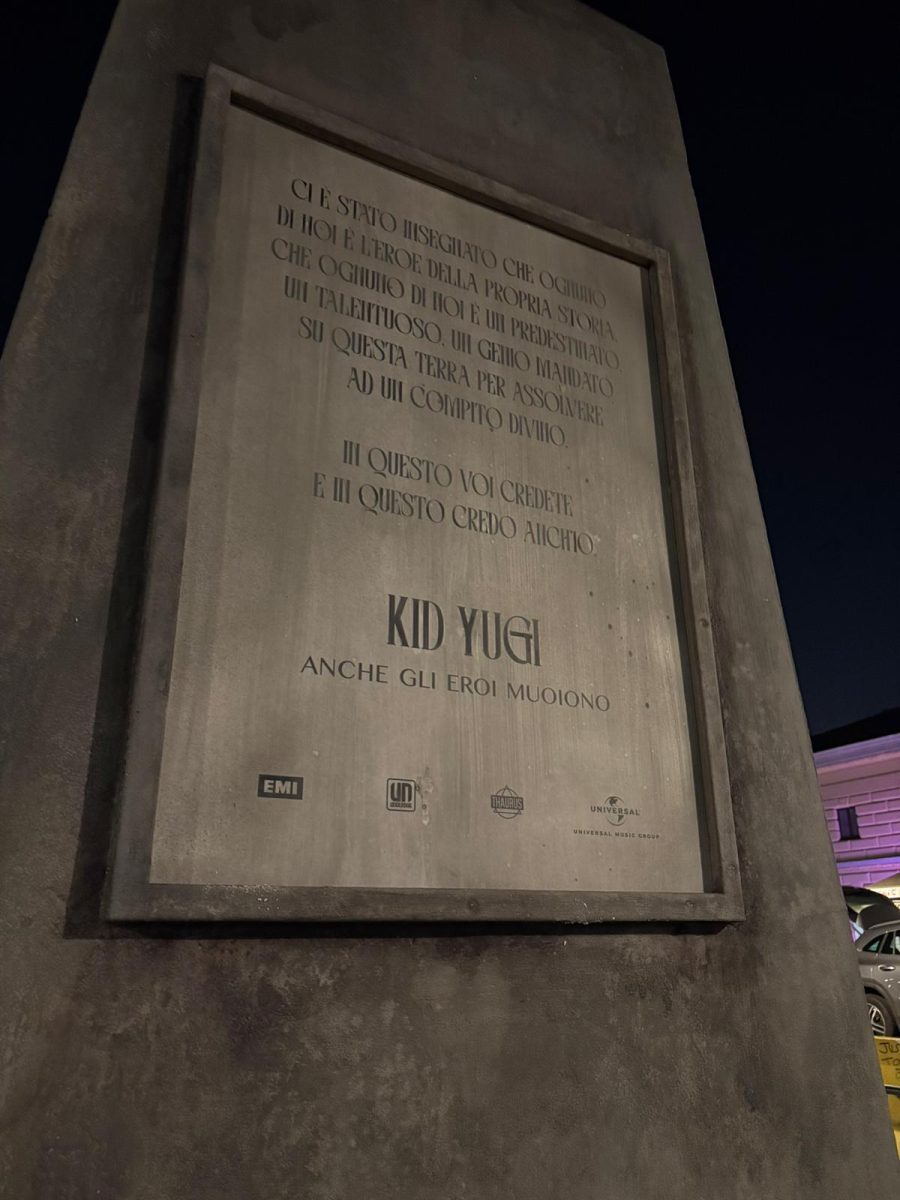 CI È STATO INSEGNATO CHE OGNUNO
DI NOI È L'EROE DELLA PROPRIA STORIA,
CHE OGNUNO DI NOI È UN PREDESTINATO,
UN TALENTUOSO, UN GENIO MANDATO
SU QUESTA TERRA PER ASSOLVERE
AD UN COMPITO DIVINO.
IN QUESTO VOI CREDETE
E IN QUESTO CREDO ANCH'IO.
KID YUGI
ANCHE GLI EROI MUOIONO
EMI
UN
THAURUS
UNIVERSAL
UNIVERSAL MUSIC GROUP